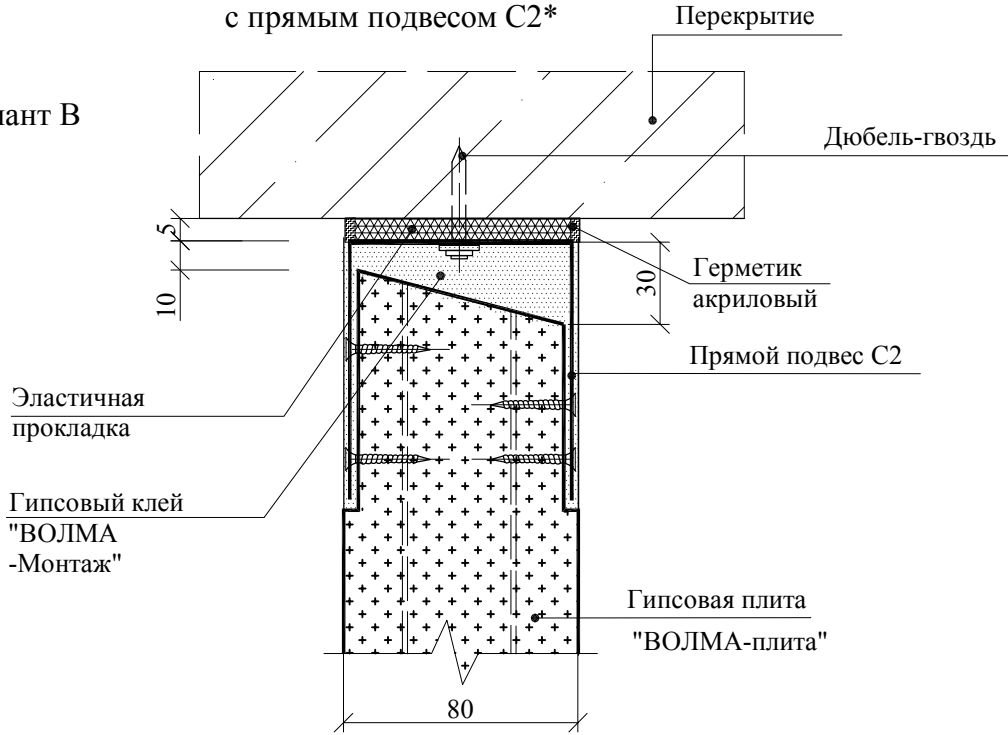 с прямым подвесом С2*
Перекрытие
иант В
Дюбель-гвоздь
5
10
30
Герметик
акриловый
Прямой подвес С2
Эластичная
прокладка
Гипсовый клей
"ВОЛМА
-Монтаж"
Гипсовая плита
"ВОЛМА-плита"
80